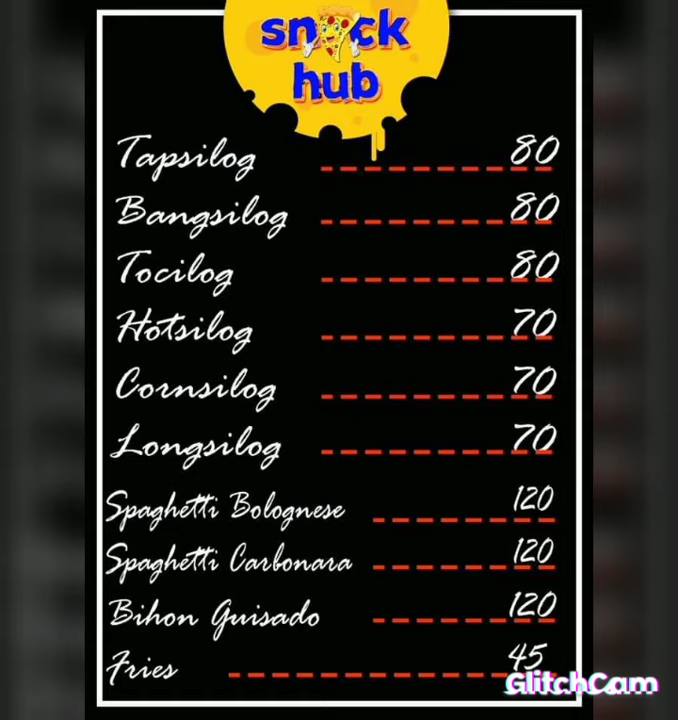 snack
hub
Tapsilog 80
Bangsilog 80
Tocilog 80
Hotsilog 70
Cornsilog 70
Longsilog 70
Spaghetti Bolognese 120
Spaghetti Carbonara 120
Bihon Guisado 120
Fries 45
GlitchCam